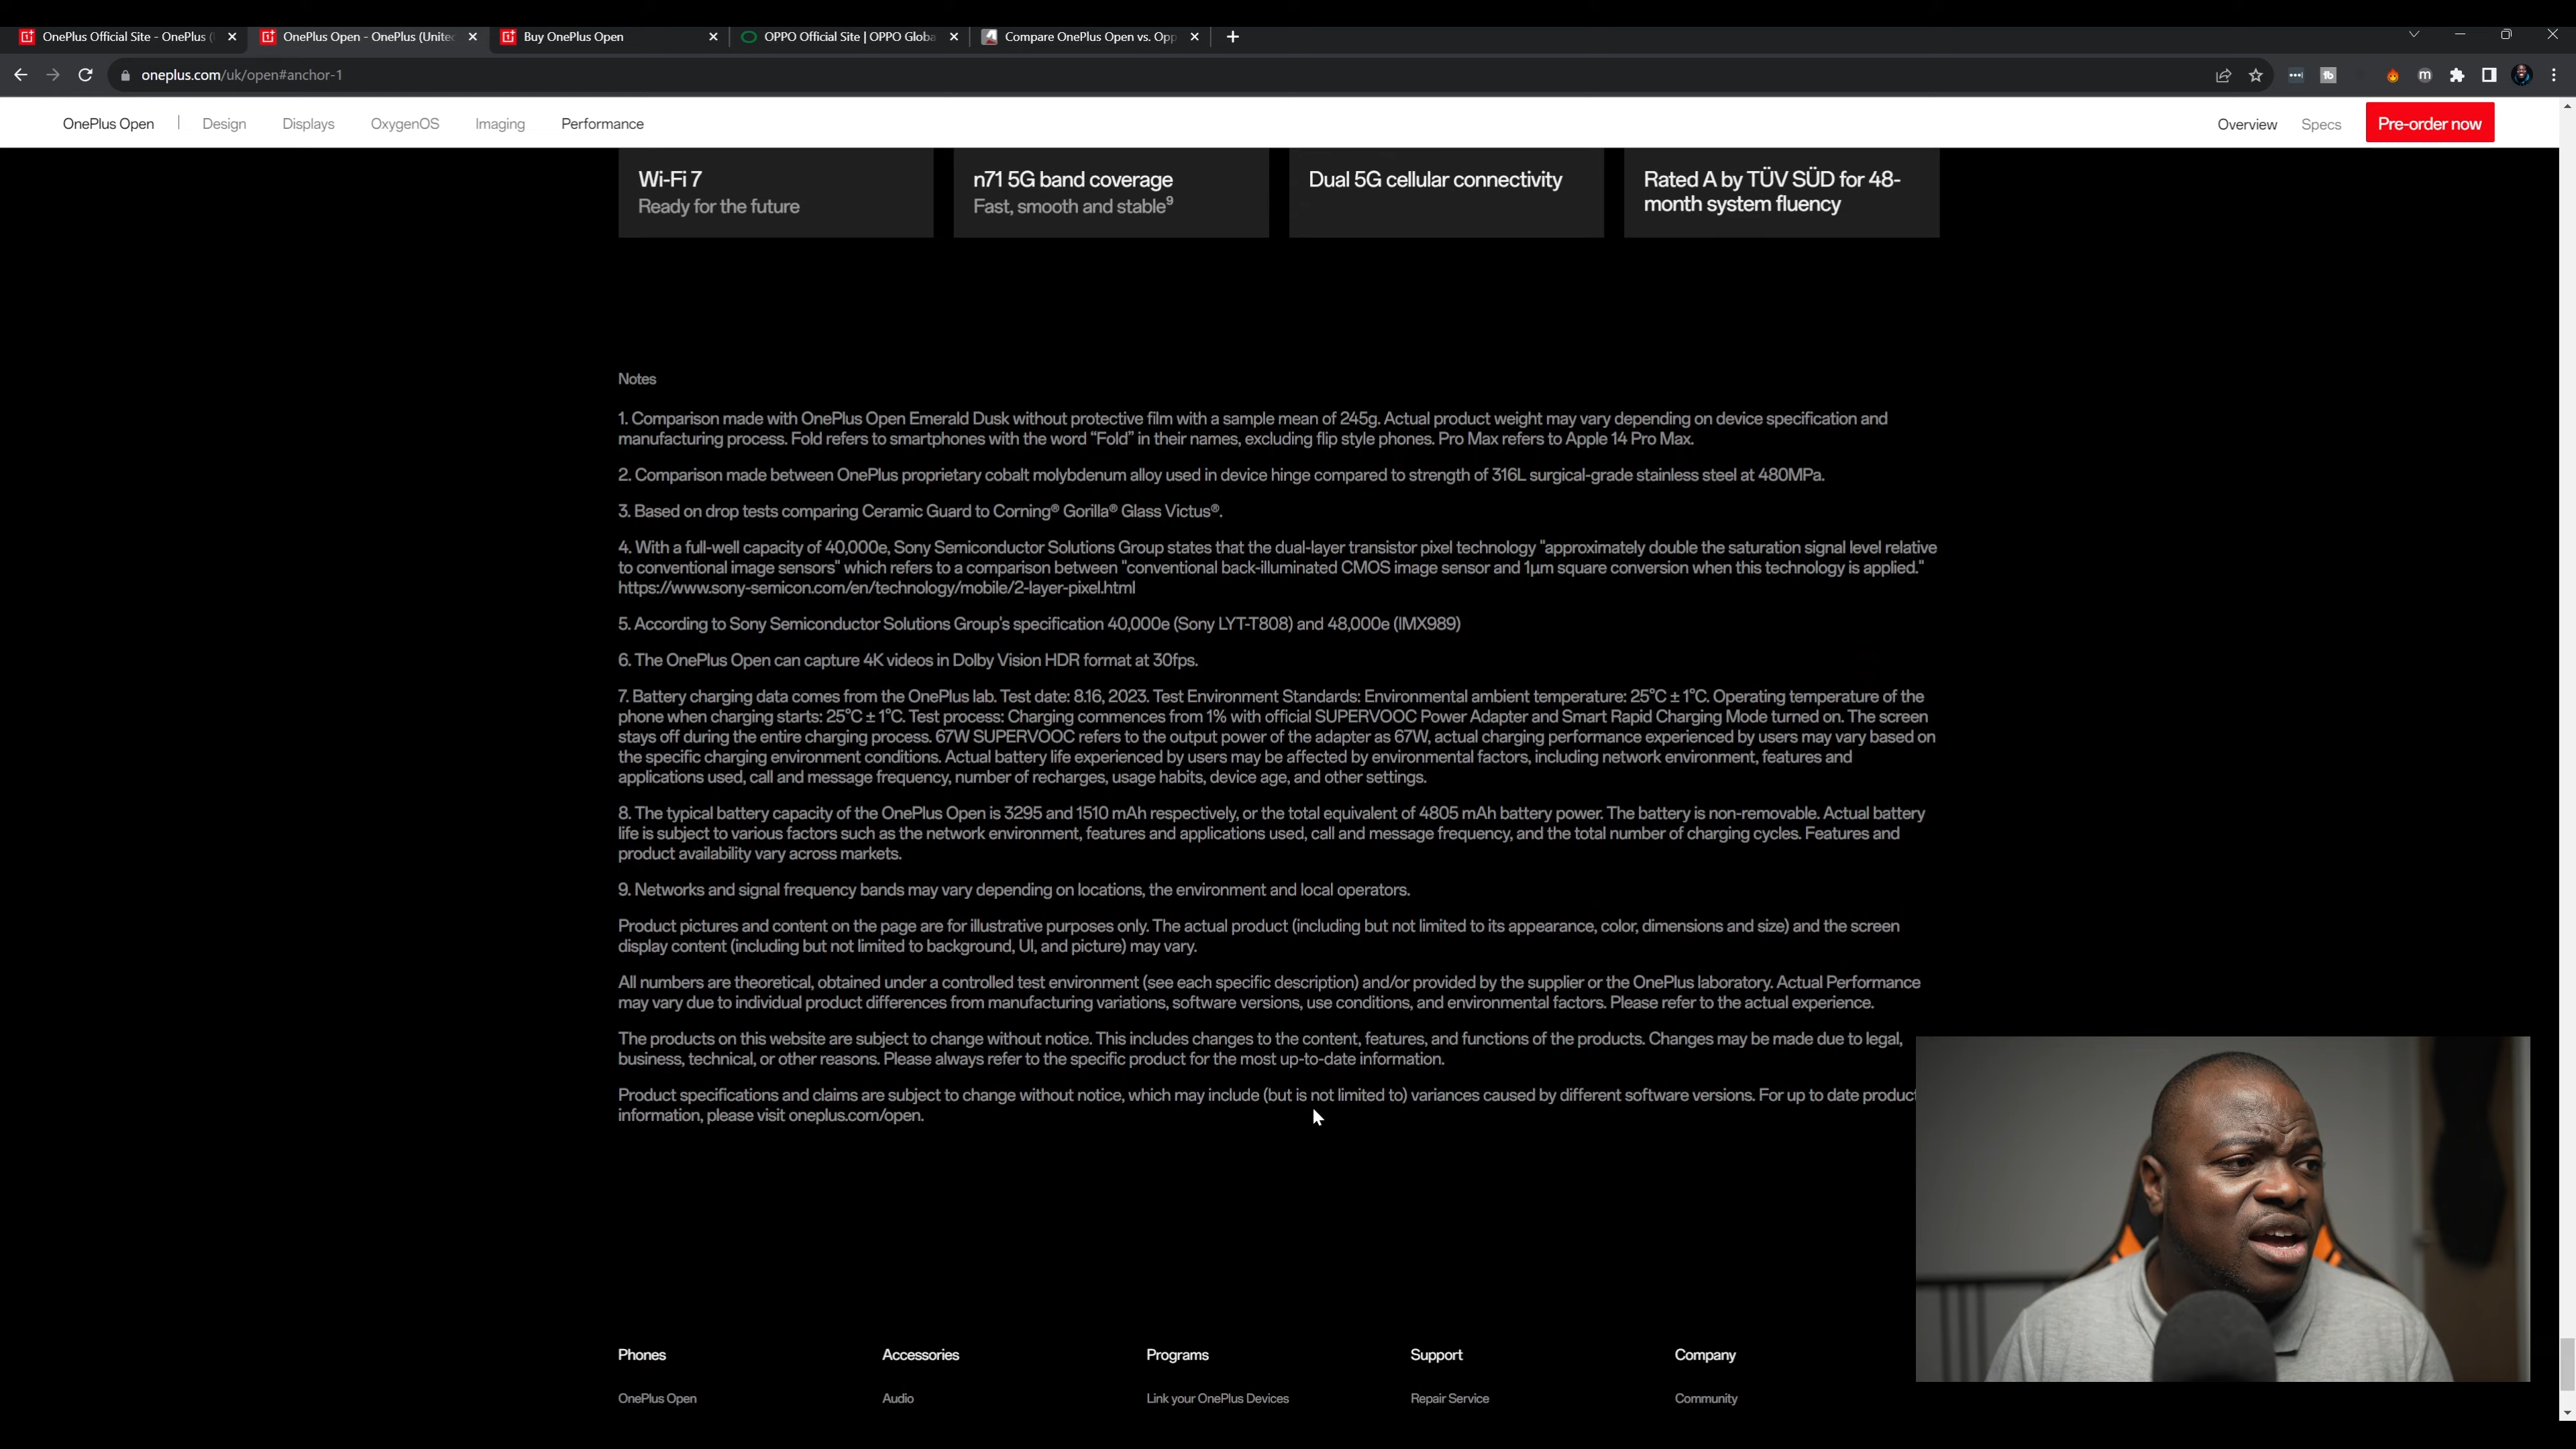 OnePlus Official Site - OnePlus (
OnePlus Open - OnePlus (Unite
Buy OnePlus Open
OPPO Official Site | OPPO Globa
Compare OnePlus Open vs. Opp
oneplus.com/uk/open#anchor-1
OnePlus Open | Design Displays OxygenOS Imaging Performance Overview Specs Pre-order now
Wi-Fi 7
Ready for the future
n71 5G band coverage
Fast, smooth and stable⁹
Dual 5G cellular connectivity
Rated A by TÜV SÜD for 48-
month system fluency
Notes
1. Comparison made with OnePlus Open Emerald Dusk without protective film with a sample mean of 245g. Actual product weight may vary depending on device specification and
manufacturing process. Fold refers to smartphones with the word “Fold” in their names, excluding flip style phones. Pro Max refers to Apple 14 Pro Max.
2. Comparison made between OnePlus proprietary cobalt molybdenum alloy used in device hinge compared to strength of 316L surgical-grade stainless steel at 480MPa.
3. Based on drop tests comparing Ceramic Guard to Corning® Gorilla® Glass Victus®.
4. With a full-well capacity of 40,000e, Sony Semiconductor Solutions Group states that the dual-layer transistor pixel technology "approximately double the saturation signal level relative
to conventional image sensors" which refers to a comparison between "conventional back-illuminated CMOS image sensor and 1μm square conversion when this technology is applied."
https://www.sony-semicon.com/en/technology/mobile/2-layer-pixel.html
5. According to Sony Semiconductor Solutions Group's specification 40,000e (Sony LYT-T808) and 48,000e (IMX989)
6. The OnePlus Open can capture 4K videos in Dolby Vision HDR format at 30fps.
7. Battery charging data comes from the OnePlus lab. Test date: 8.16, 2023. Test Environment Standards: Environmental ambient temperature: 25°C ± 1°C. Operating temperature of the
phone when charging starts: 25°C ± 1°C. Test process: Charging commences from 1% with official SUPERVOOC Power Adapter and Smart Rapid Charging Mode turned on. The screen
stays off during the entire charging process. 67W SUPERVOOC refers to the output power of the adapter as 67W, actual charging performance experienced by users may vary based on
the specific charging environment conditions. Actual battery life experienced by users may be affected by environmental factors, including network environment, features and
applications used, call and message frequency, number of recharges, usage habits, device age, and other settings.
8. The typical battery capacity of the OnePlus Open is 3295 and 1510 mAh respectively, or the total equivalent of 4805 mAh battery power. The battery is non-removable. Actual battery
life is subject to various factors such as the network environment, features and applications used, call and message frequency, and the total number of charging cycles. Features and
product availability vary across markets.
9. Networks and signal frequency bands may vary depending on locations, the environment and local operators.
Product pictures and content on the page are for illustrative purposes only. The actual product (including but not limited to its appearance, color, dimensions and size) and the screen
display content (including but not limited to background, UI, and picture) may vary.
All numbers are theoretical, obtained under a controlled test environment (see each specific description) and/or provided by the supplier or the OnePlus laboratory. Actual Performance
may vary due to individual product differences from manufacturing variations, software versions, use conditions, and environmental factors. Please refer to the actual experience.
The products on this website are subject to change without notice. This includes changes to the content, features, and functions of the products. Changes may be made due to legal,
business, technical, or other reasons. Please always refer to the specific product for the most up-to-date information.
Product specifications and claims are subject to change without notice, which may include (but is not limited to) variances caused by different software versions. For up to date product
information, please visit oneplus.com/open.
Phones Accessories Programs Support Company
OnePlus Open Audio Link your OnePlus Devices Repair Service Community